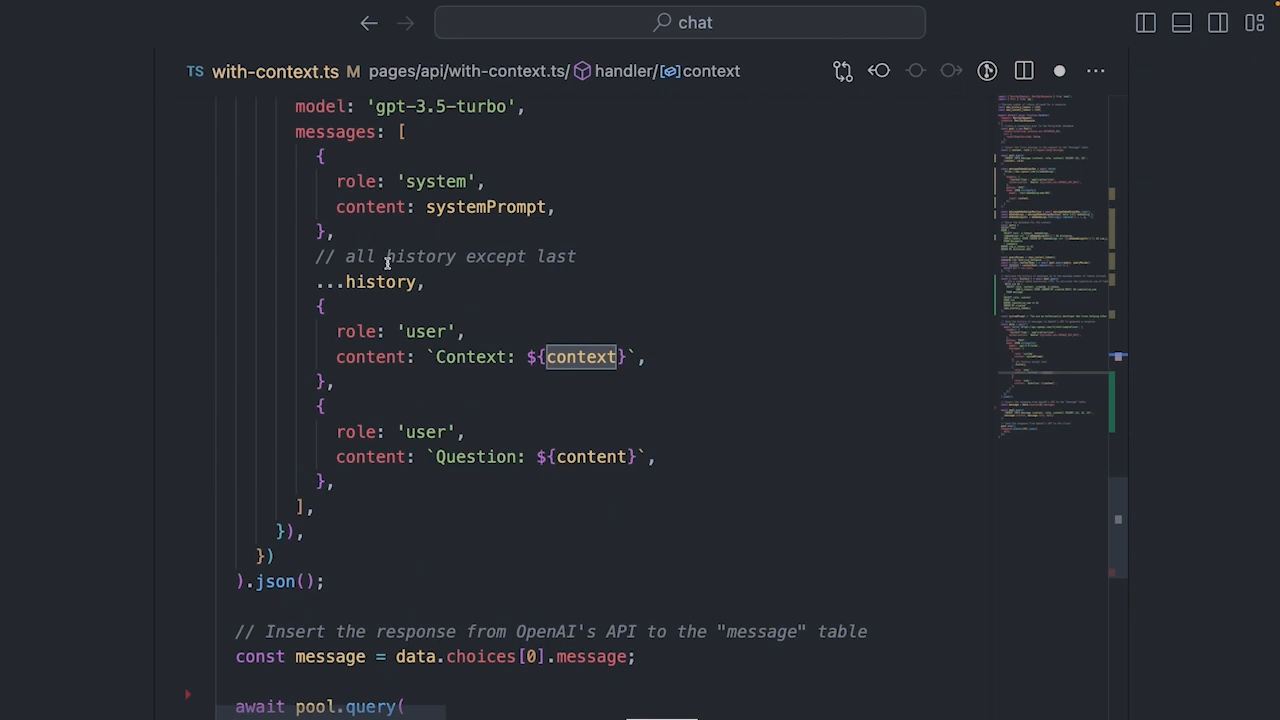 chat
TS with-context.ts M pages/api/with-context.ts/ handler/ context
model: 'gpt-3.5-turbo',
messages: [
{
role: 'system',
content: systemPrompt,
},
// all history except last
...history,
{
role: 'user',
content: `Context: ${context}`,
},
{
role: 'user',
content: `Question: ${content}`,
},
],
}),
})
).json();
// Insert the response from OpenAI's API to the "message" table
const message = data.choices[0].message;
await pool.query(